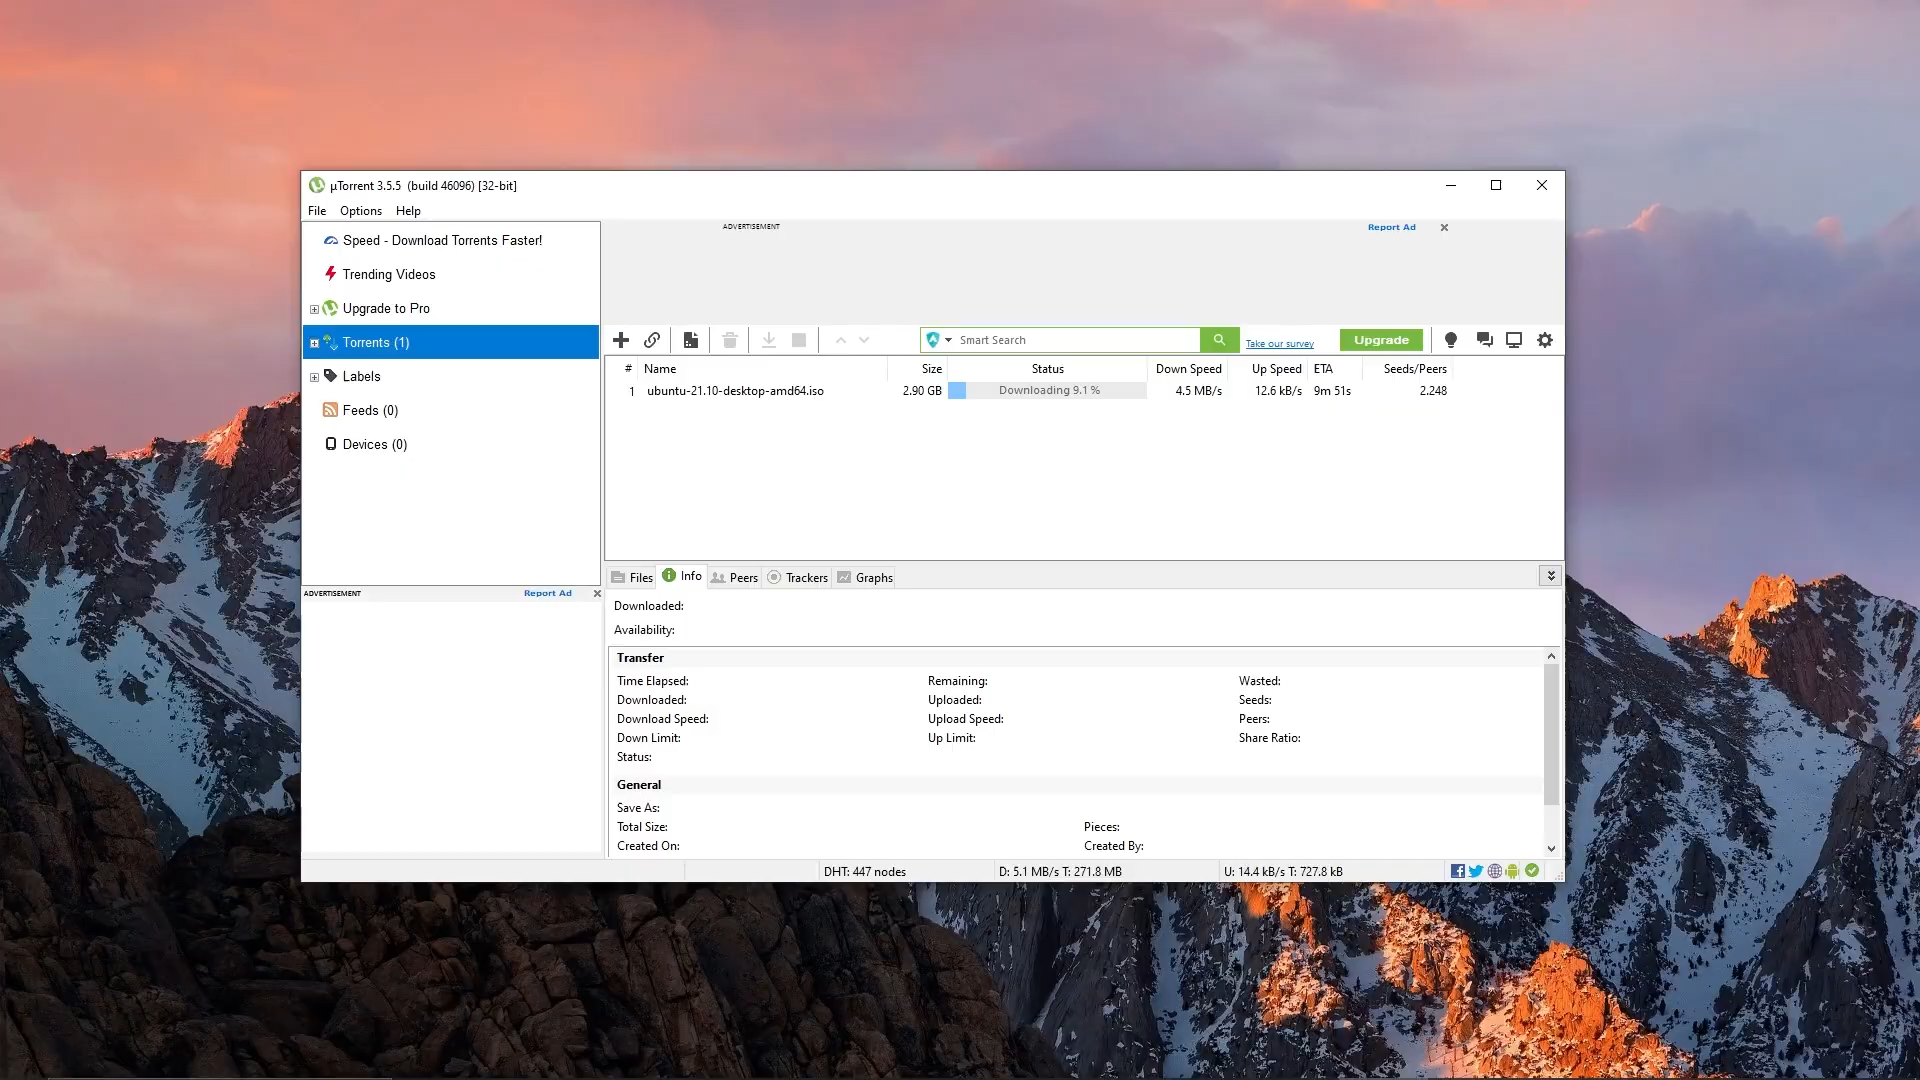 µTorrent 3.5.5 (build 46096) [32-bit]
File Options Help
Speed - Download Torrents Faster!
Trending Videos
Upgrade to Pro
Torrents (1)
Labels
Feeds (0)
Devices (0)
ADVERTISEMENT Report Ad
ADVERTISEMENT Report Ad
Smart Search Take our survey Upgrade
# Name Size Status Down Speed Up Speed ETA Seeds/Peers
1 ubuntu-21.10-desktop-amd64.iso 2.90 GB Downloading 9.1 % 4.5 MB/s 12.6 kB/s 9m 51s 2.248
Files Info Peers Trackers Graphs
Downloaded:
Availability:
Transfer
Time Elapsed: Remaining: Wasted:
Downloaded: Uploaded: Seeds:
Download Speed: Upload Speed: Peers:
Down Limit: Up Limit: Share Ratio:
Status:
General
Save As:
Total Size: Pieces:
Created On: Created By:
DHT: 447 nodes D: 5.1 MB/s T: 271.8 MB U: 14.4 kB/s T: 727.8 kB